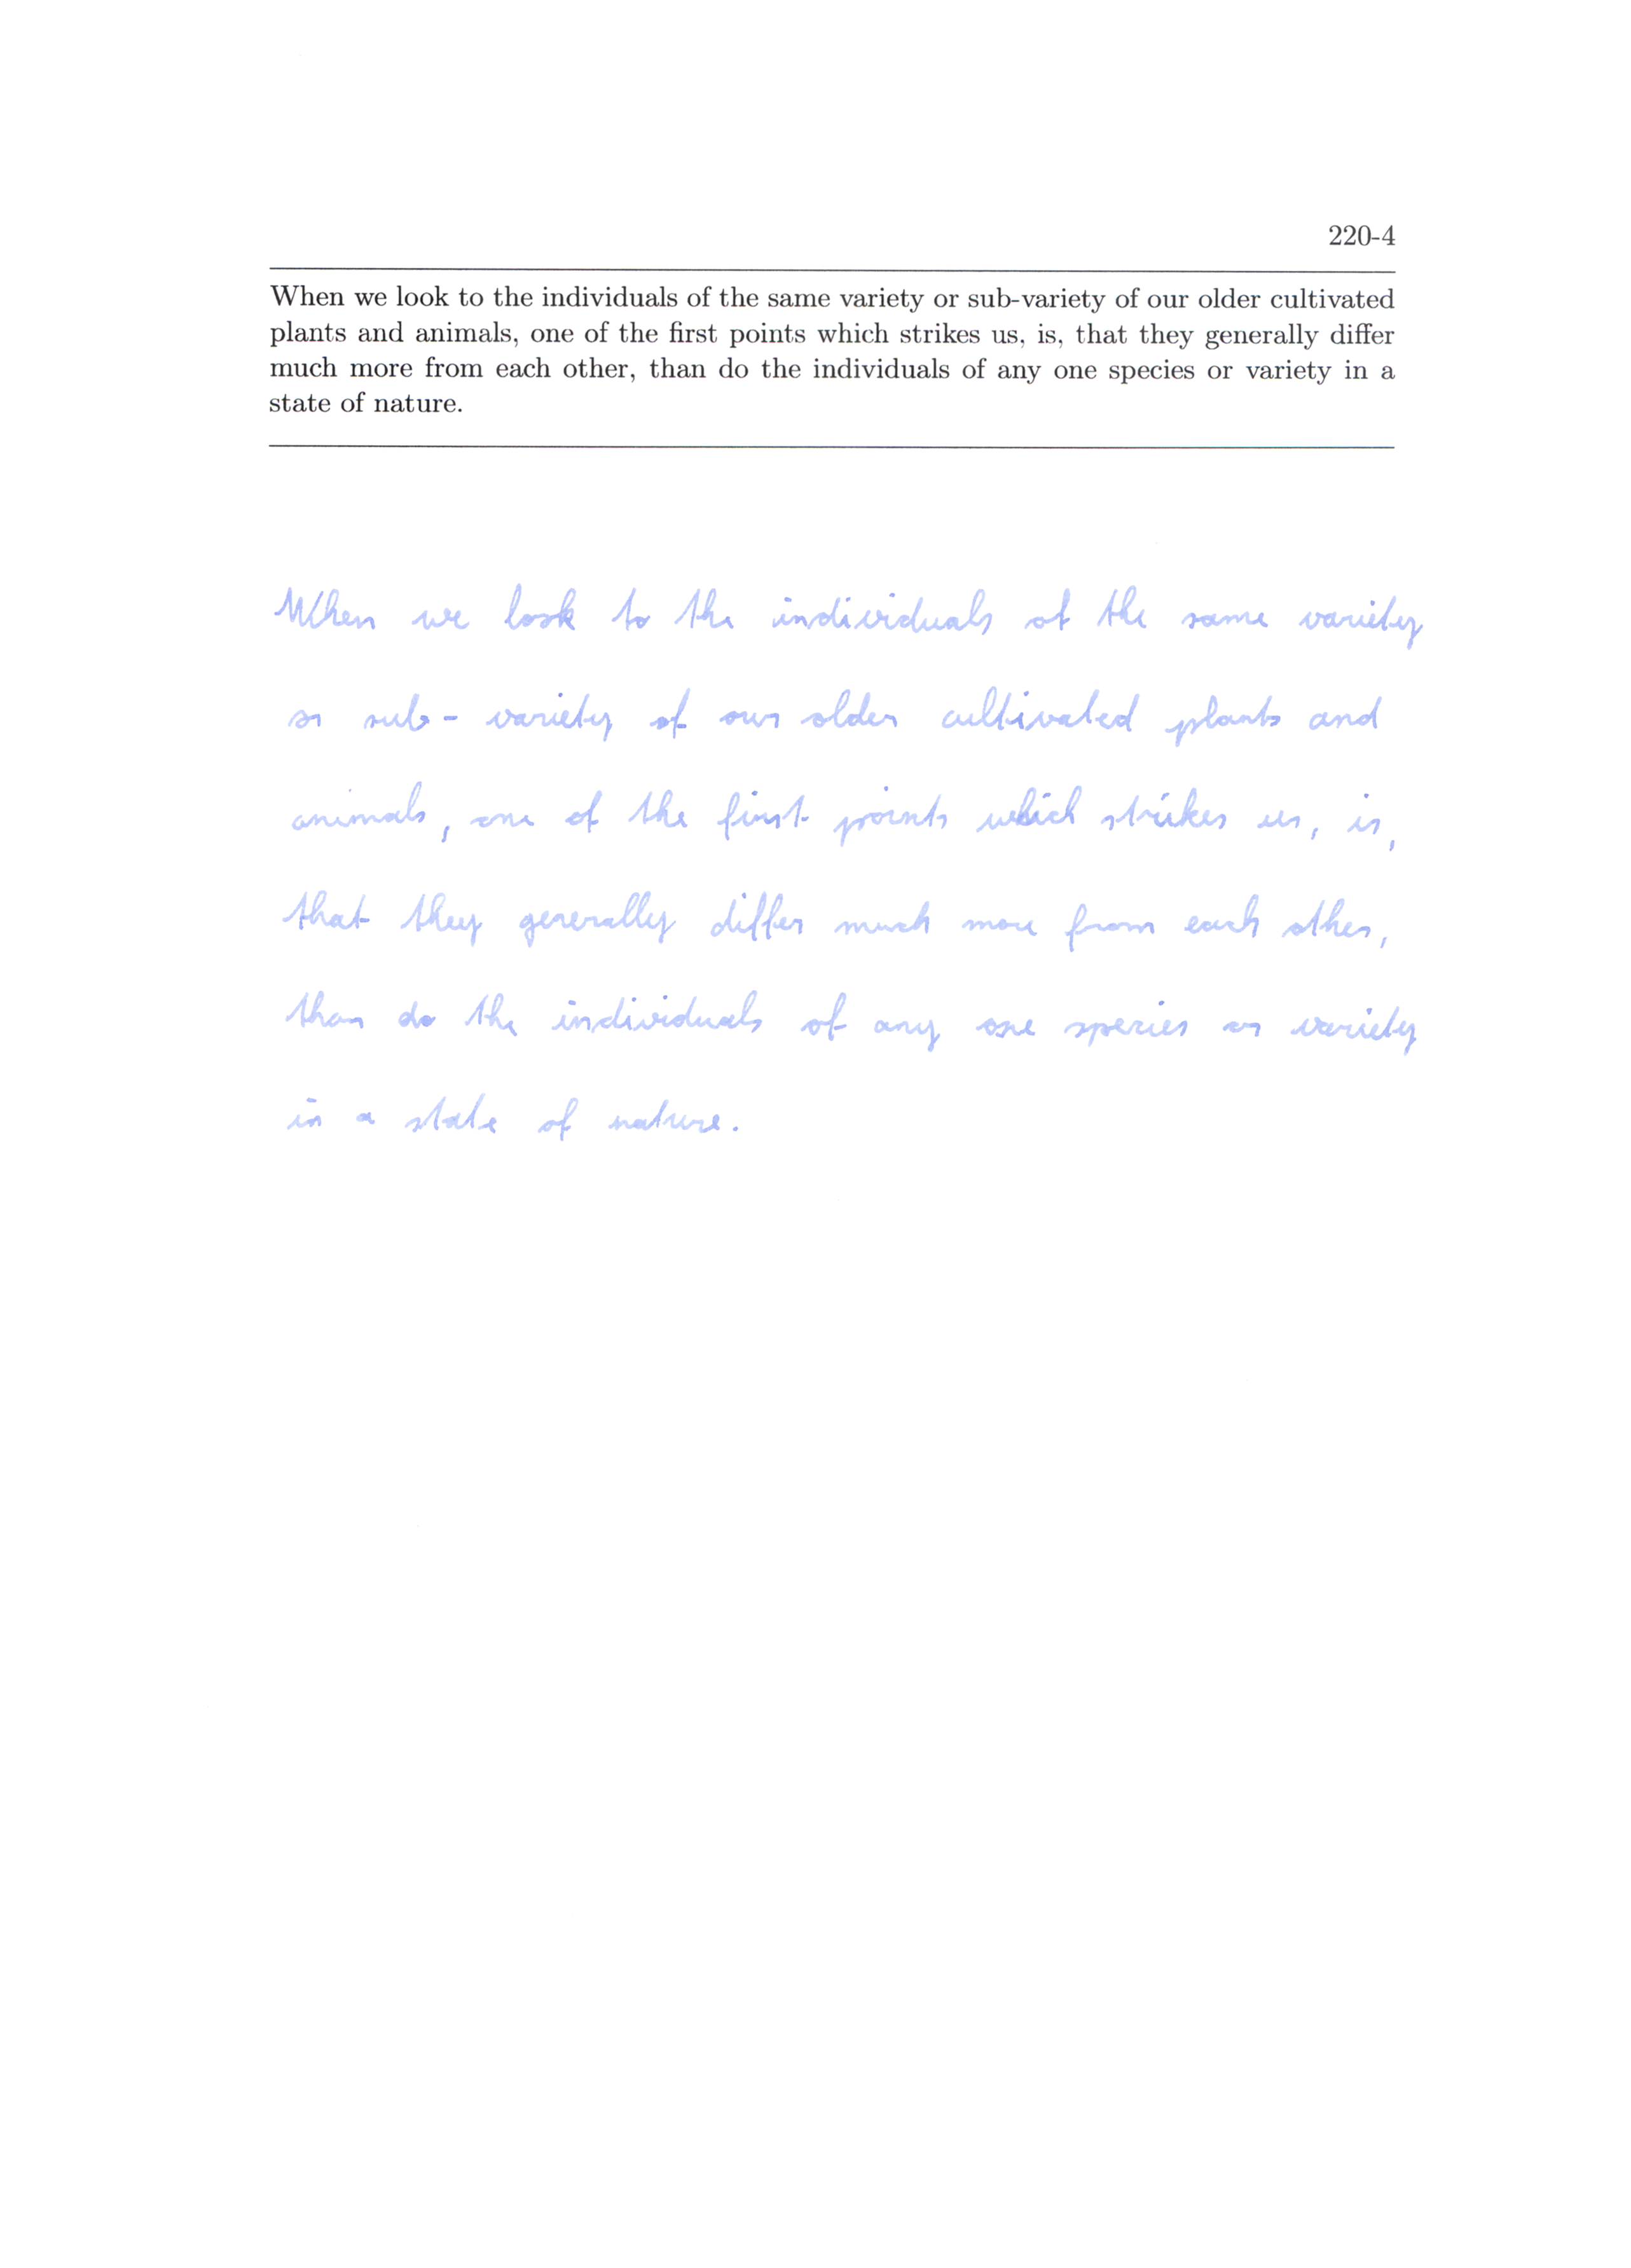 220-4
When we look to the individuals of the same variety or sub-variety of our older cultivated
plants and animals, one of the first points which strikes us, is, that they generally differ
much more from each other, than do the individuals of any one species or variety in a
state of nature.
When we look to the individuals of the same variety
or sub-variety of our older cultivated plants and
animals, one of the first points which strikes us, is,
that they generally differ much more from each other,
than do the individuals of any one species or variety
in a state of nature.